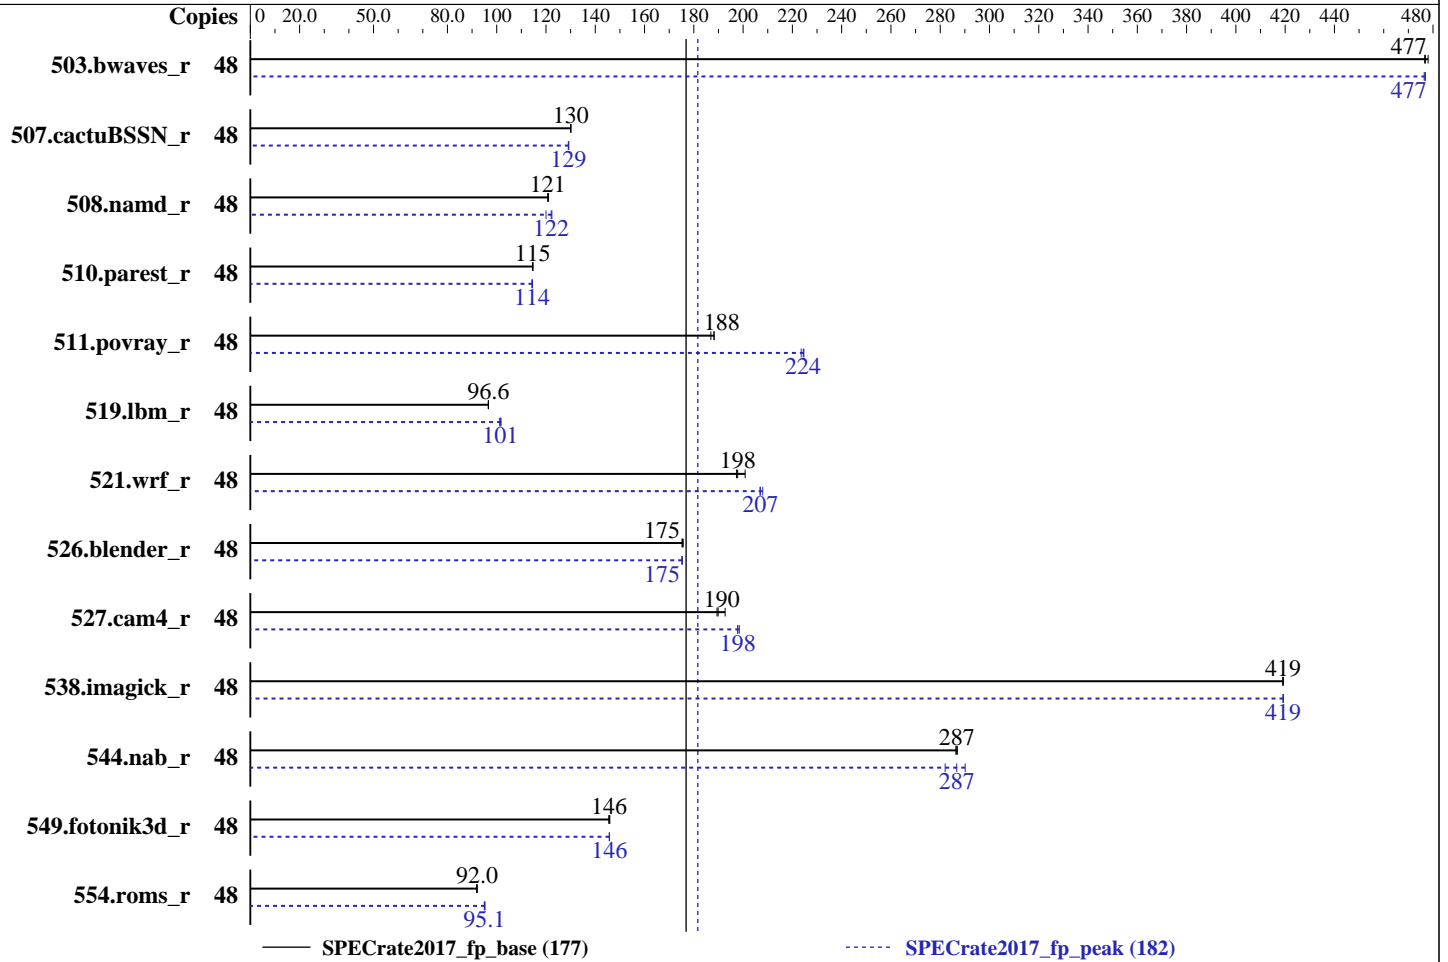 Copies 0 20.0 50.0 80.0 100 120 140 160 180 200 220 240 260 280 300 320 340 360 380 400 420 440 480
477
503.bwaves_r 48
477
130
507.cactuBSSN_r 48
129
121
508.namd_r 48
122
115
510.parest_r 48
114
188
511.povray_r 48
224
96.6
519.lbm_r 48
101
198
521.wrf_r 48
207
175
526.blender_r 48
175
190
527.cam4_r 48
198
419
538.imagick_r 48
419
287
544.nab_r 48
287
146
549.fotonik3d_r 48
146
92.0
554.roms_r 48
95.1
SPECrate2017_fp_base (177) SPECrate2017_fp_peak (182)